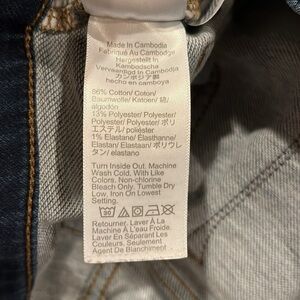 Made In Cambodia
Fabriqué Au Cambodge
Hergestellt In
Kambodscha
Vervaardigd In Cambodja
カンボジア 製
Hecho en camboya
86% Cotton/ Coton/
Baumwolle/ Katoen/ 綿/
algodón
13% Polyester/ Polyester/
Polyester/ Polyester/ ポリ
エステル/ poliéster
1% Elastane/ Élasthanne/
Elastan/ Elastaan/ ポリウレ
タン/ elastano
Turn Inside Out. Machine
Wash Cold, With Like
Colors. Non-chlorine
Bleach Only. Tumble Dry
Low. Iron On Lowest
Setting.
30
Retourner. Laver À La
Machine À L'eau Froide.
Laver En Séparant Les
Couleurs. Seulement
Agent De Blanchiment